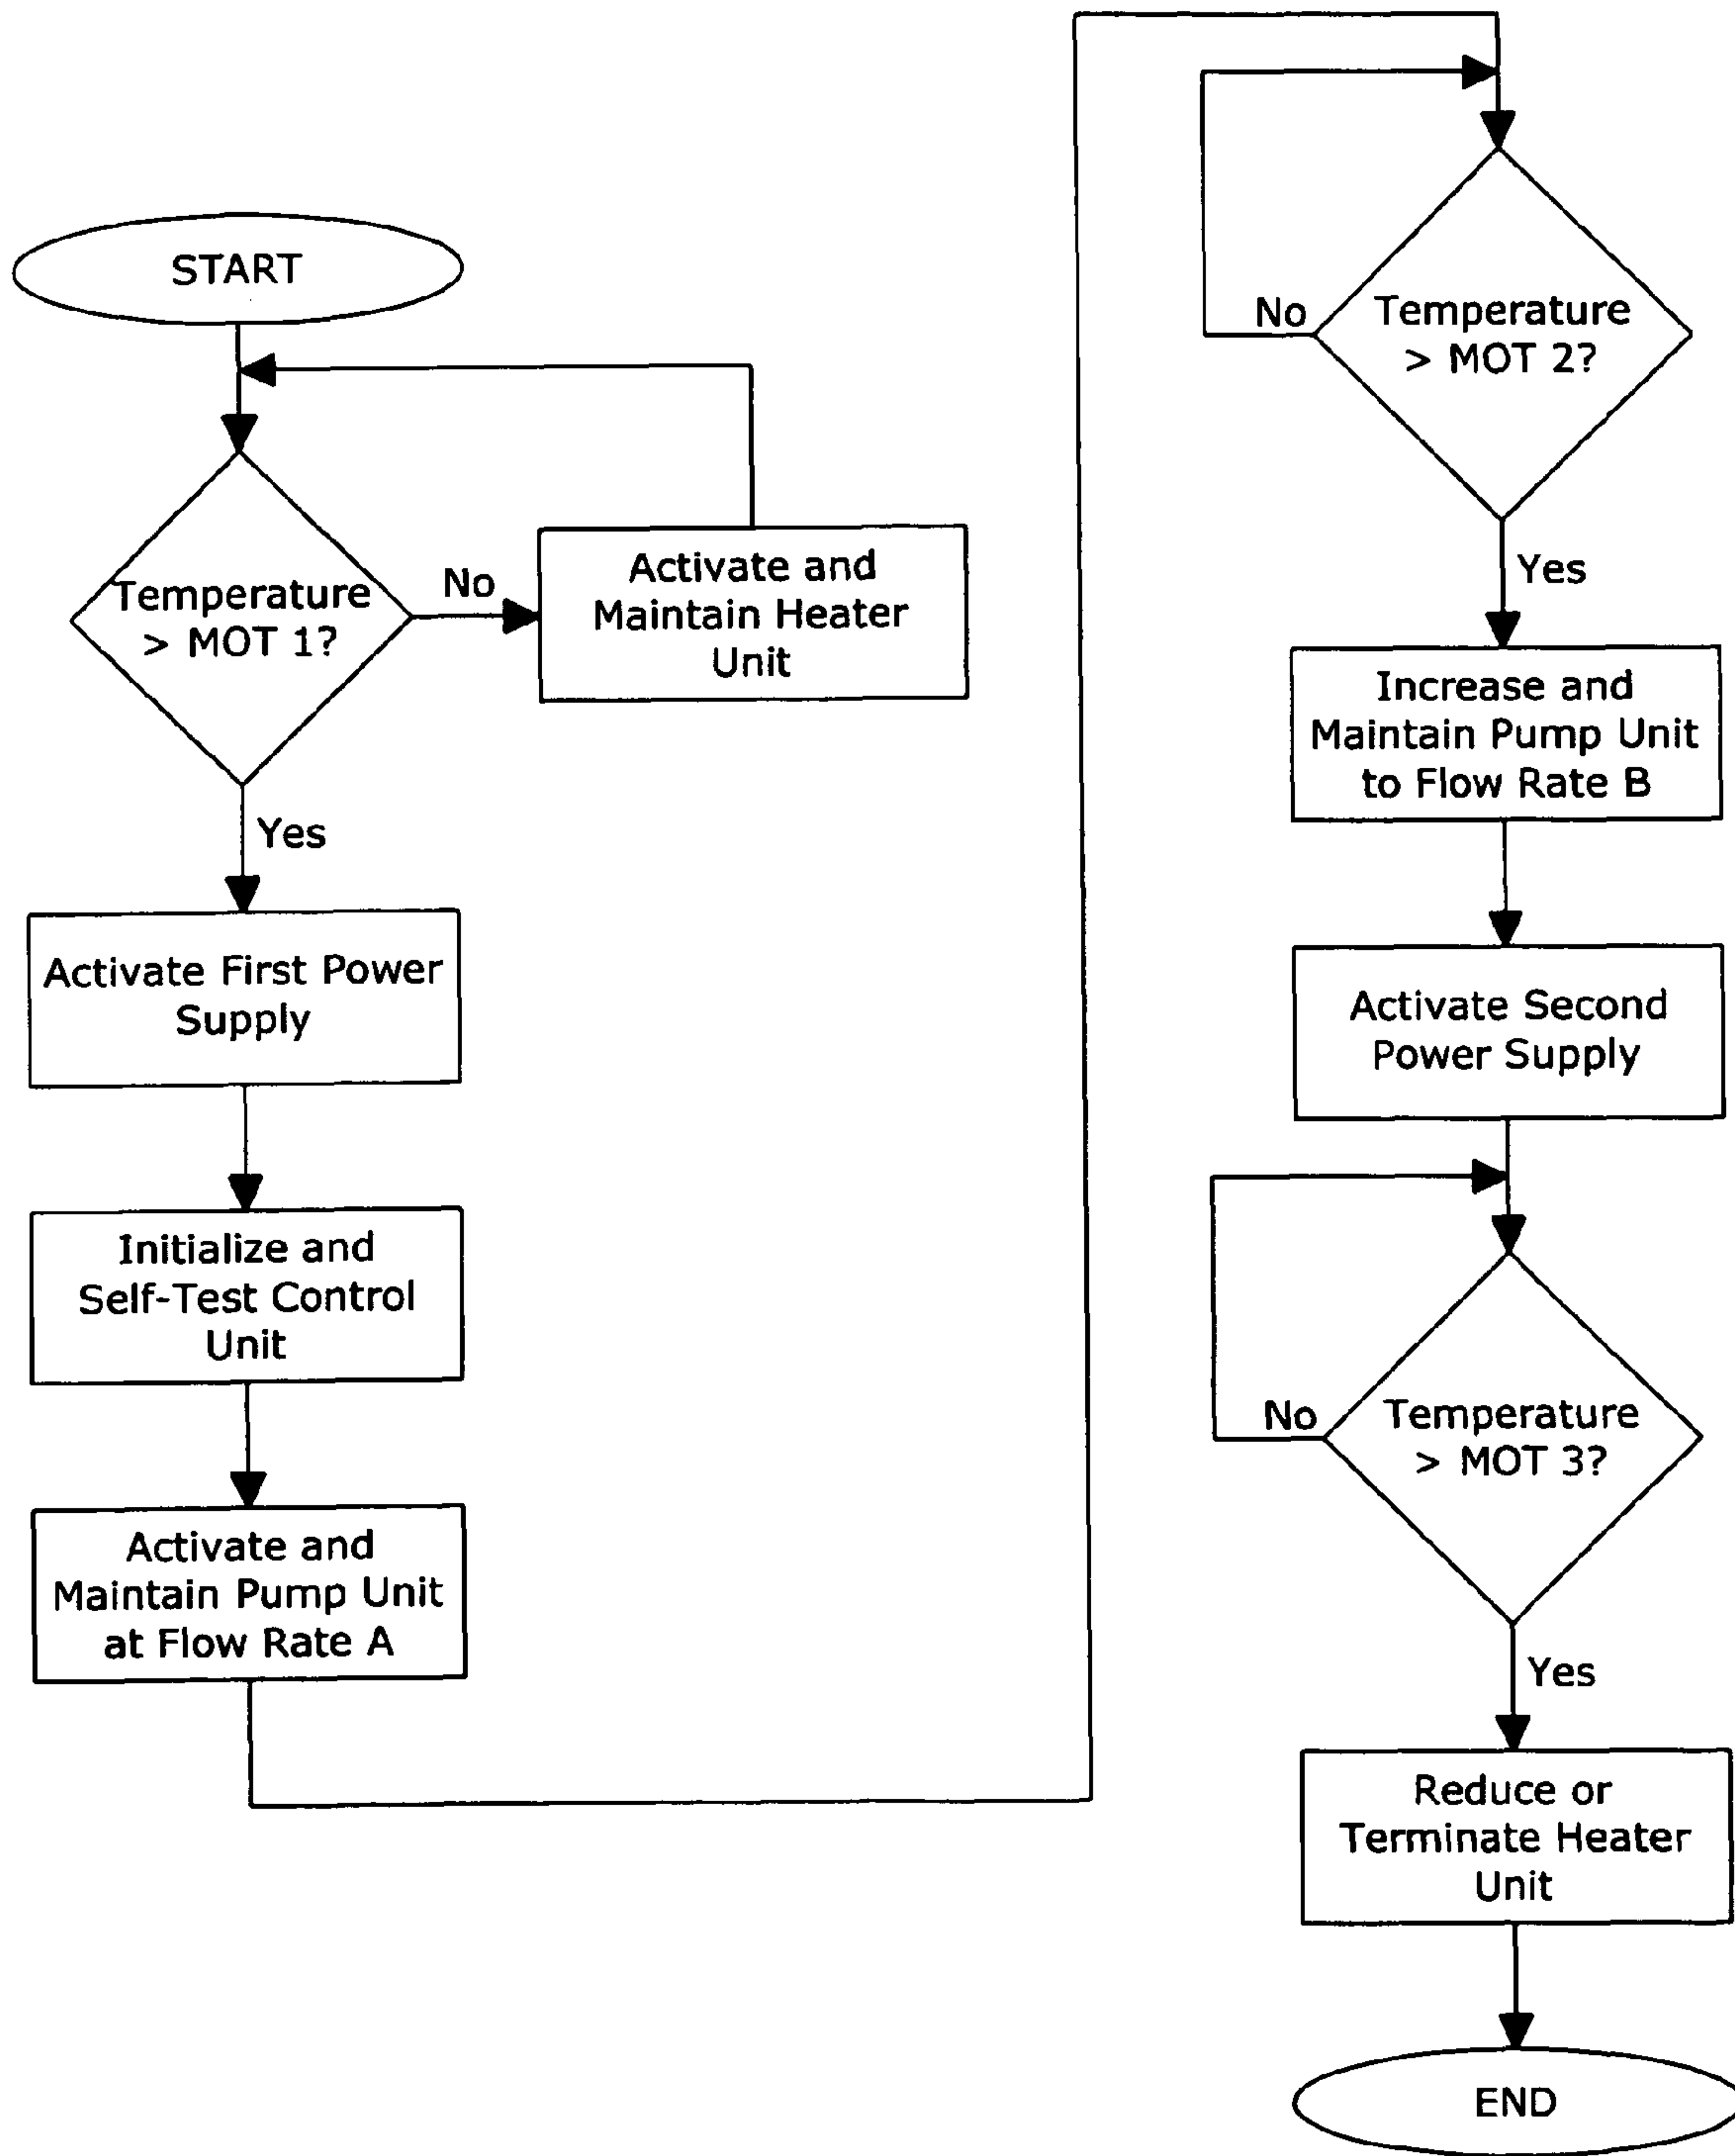 START
Temperature
> MOT 1?
No
Activate and
Maintain Heater
Unit
Yes
Activate First Power
Supply
Initialize and
Self-Test Control
Unit
Activate and
Maintain Pump Unit
at Flow Rate A
Temperature
> MOT 2?
No
Yes
Increase and
Maintain Pump Unit
to Flow Rate B
Activate Second
Power Supply
Temperature
> MOT 3?
No
Yes
Reduce or
Terminate Heater
Unit
END